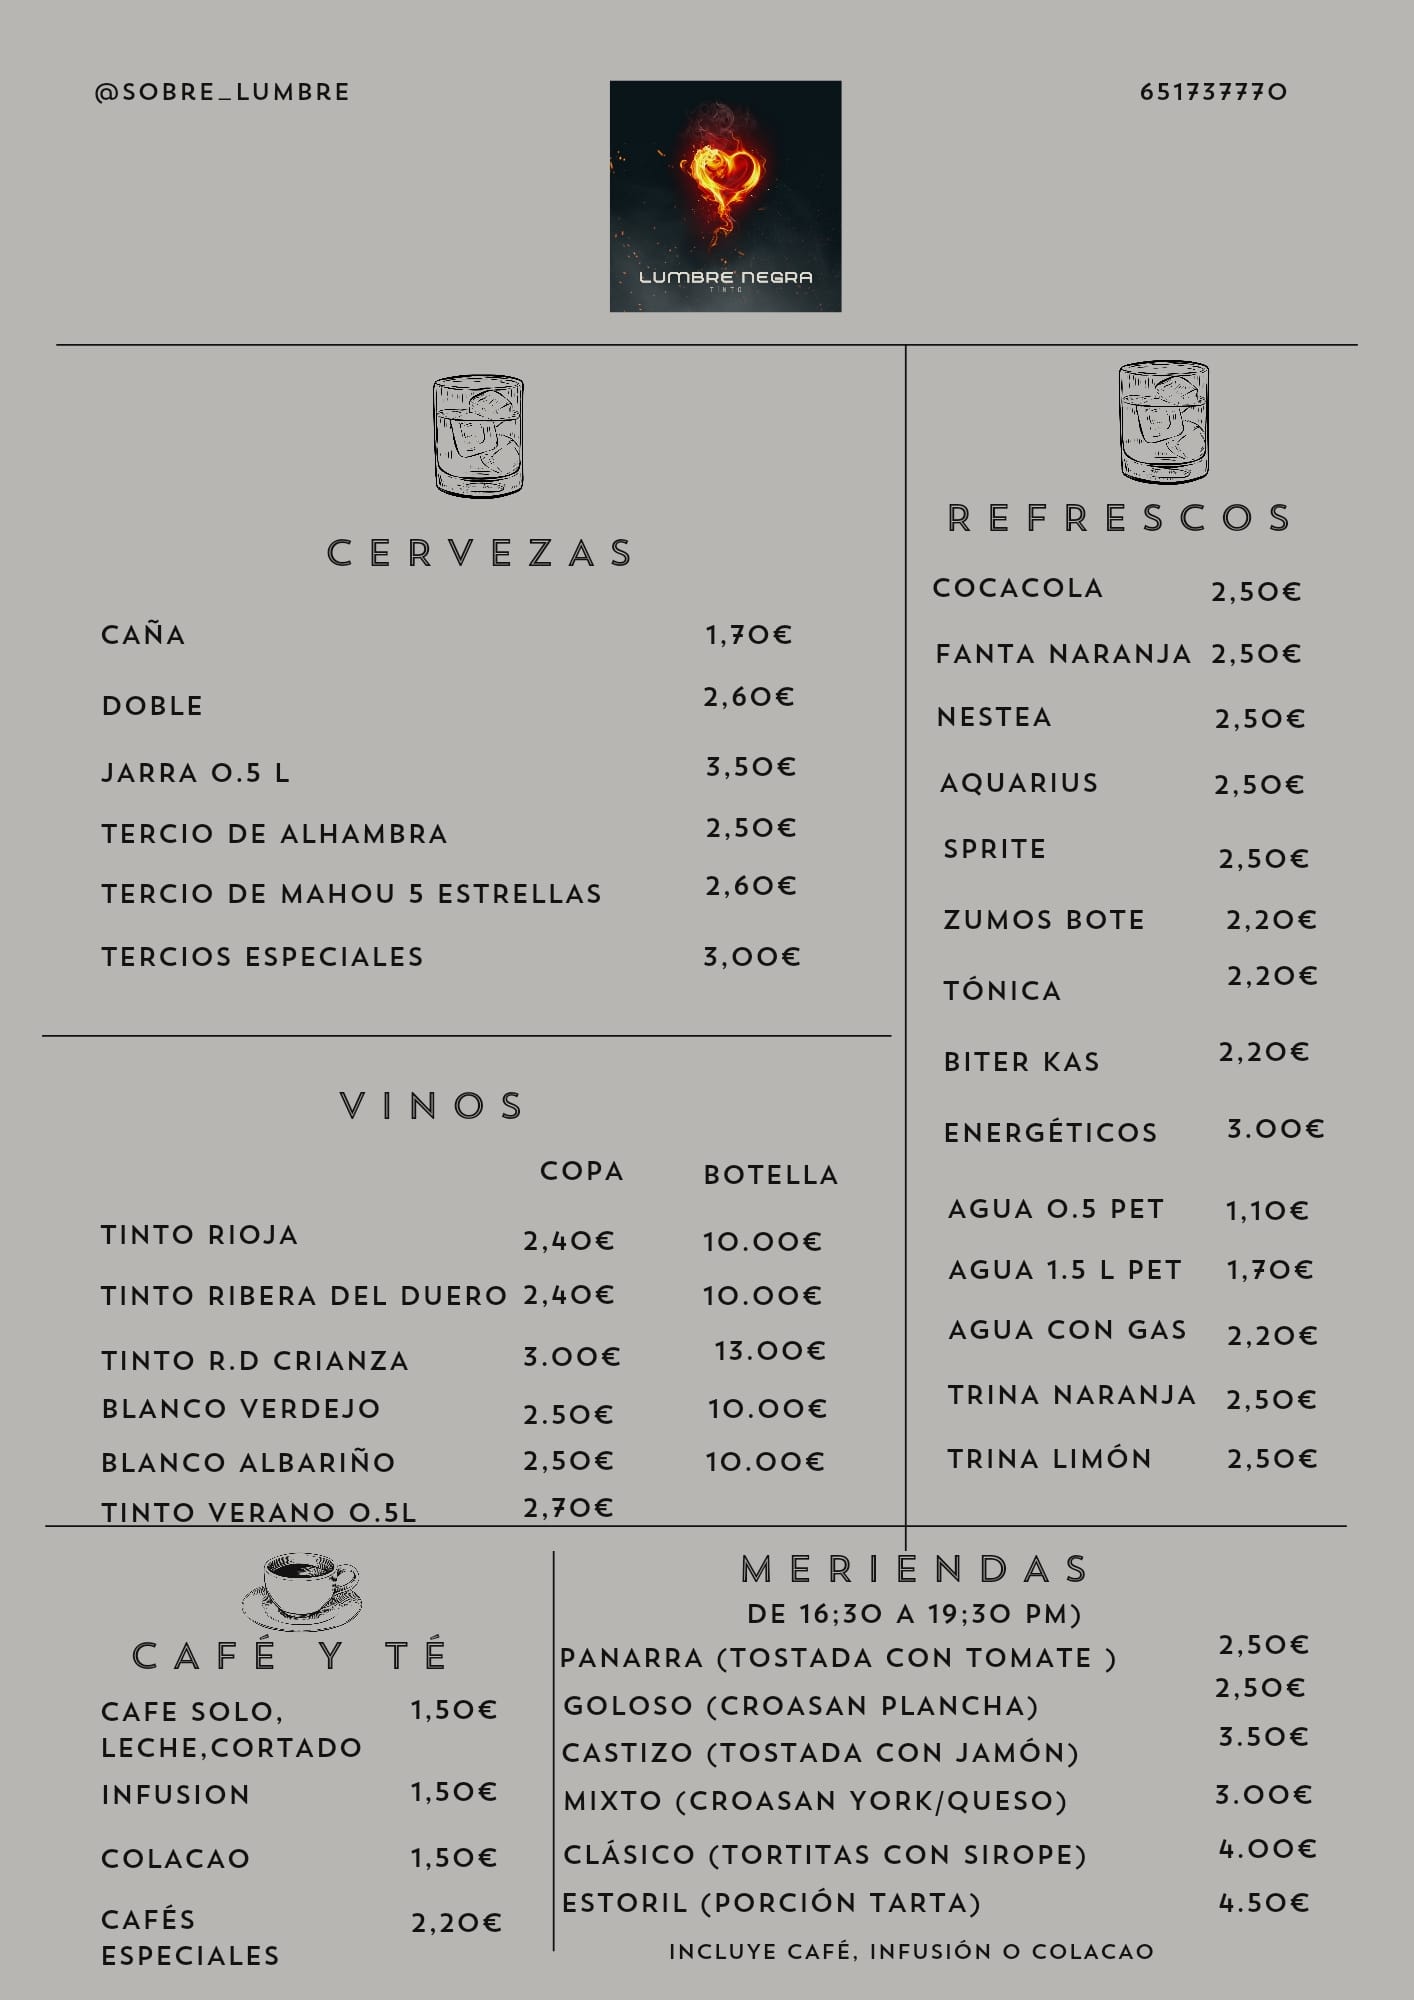 @SOBRE_LUMBRE
651737770
LUMBRE NEGRA
TINTO
CERVEZAS
CAÑA 1,70€
DOBLE 2,60€
JARRA 0.5 L 3,50€
TERCIO DE ALHAMBRA 2,50€
TERCIO DE MAHOU 5 ESTRELLAS 2,60€
TERCIOS ESPECIALES 3,00€
REFRESCOS
COCACOLA 2,50€
FANTA NARANJA 2,50€
NESTEA 2,50€
AQUARIUS 2,50€
SPRITE 2,50€
ZUMOS BOTE 2,20€
TÓNICA 2,20€
BITER KAS 2,20€
ENERGÉTICOS 3.00€
AGUA 0.5 PET 1,10€
AGUA 1.5 L PET 1,70€
AGUA CON GAS 2,20€
TRINA NARANJA 2,50€
TRINA LIMÓN 2,50€
VINOS
COPA BOTELLA
TINTO RIOJA 2,40€ 10.00€
TINTO RIBERA DEL DUERO 2,40€ 10.00€
TINTO R.D CRIANZA 3.00€ 13.00€
BLANCO VERDEJO 2.50€ 10.00€
BLANCO ALBARIÑO 2,50€ 10.00€
TINTO VERANO 0.5L 2,70€
CAFÉ Y TÉ
CAFE SOLO, 1,50€
LECHE,CORTADO
INFUSION 1,50€
COLACAO 1,50€
CAFÉS 2,20€
ESPECIALES
MERIENDAS
DE 16;30 A 19;30 PM)
PANARRA (TOSTADA CON TOMATE ) 2,50€
GOLOSO (CROASAN PLANCHA) 2,50€
CASTIZO (TOSTADA CON JAMÓN) 3.50€
MIXTO (CROASAN YORK/QUESO) 3.00€
CLÁSICO (TORTITAS CON SIROPE) 4.00€
ESTORIL (PORCIÓN TARTA) 4.50€
INCLUYE CAFÉ, INFUSIÓN O COLACAO